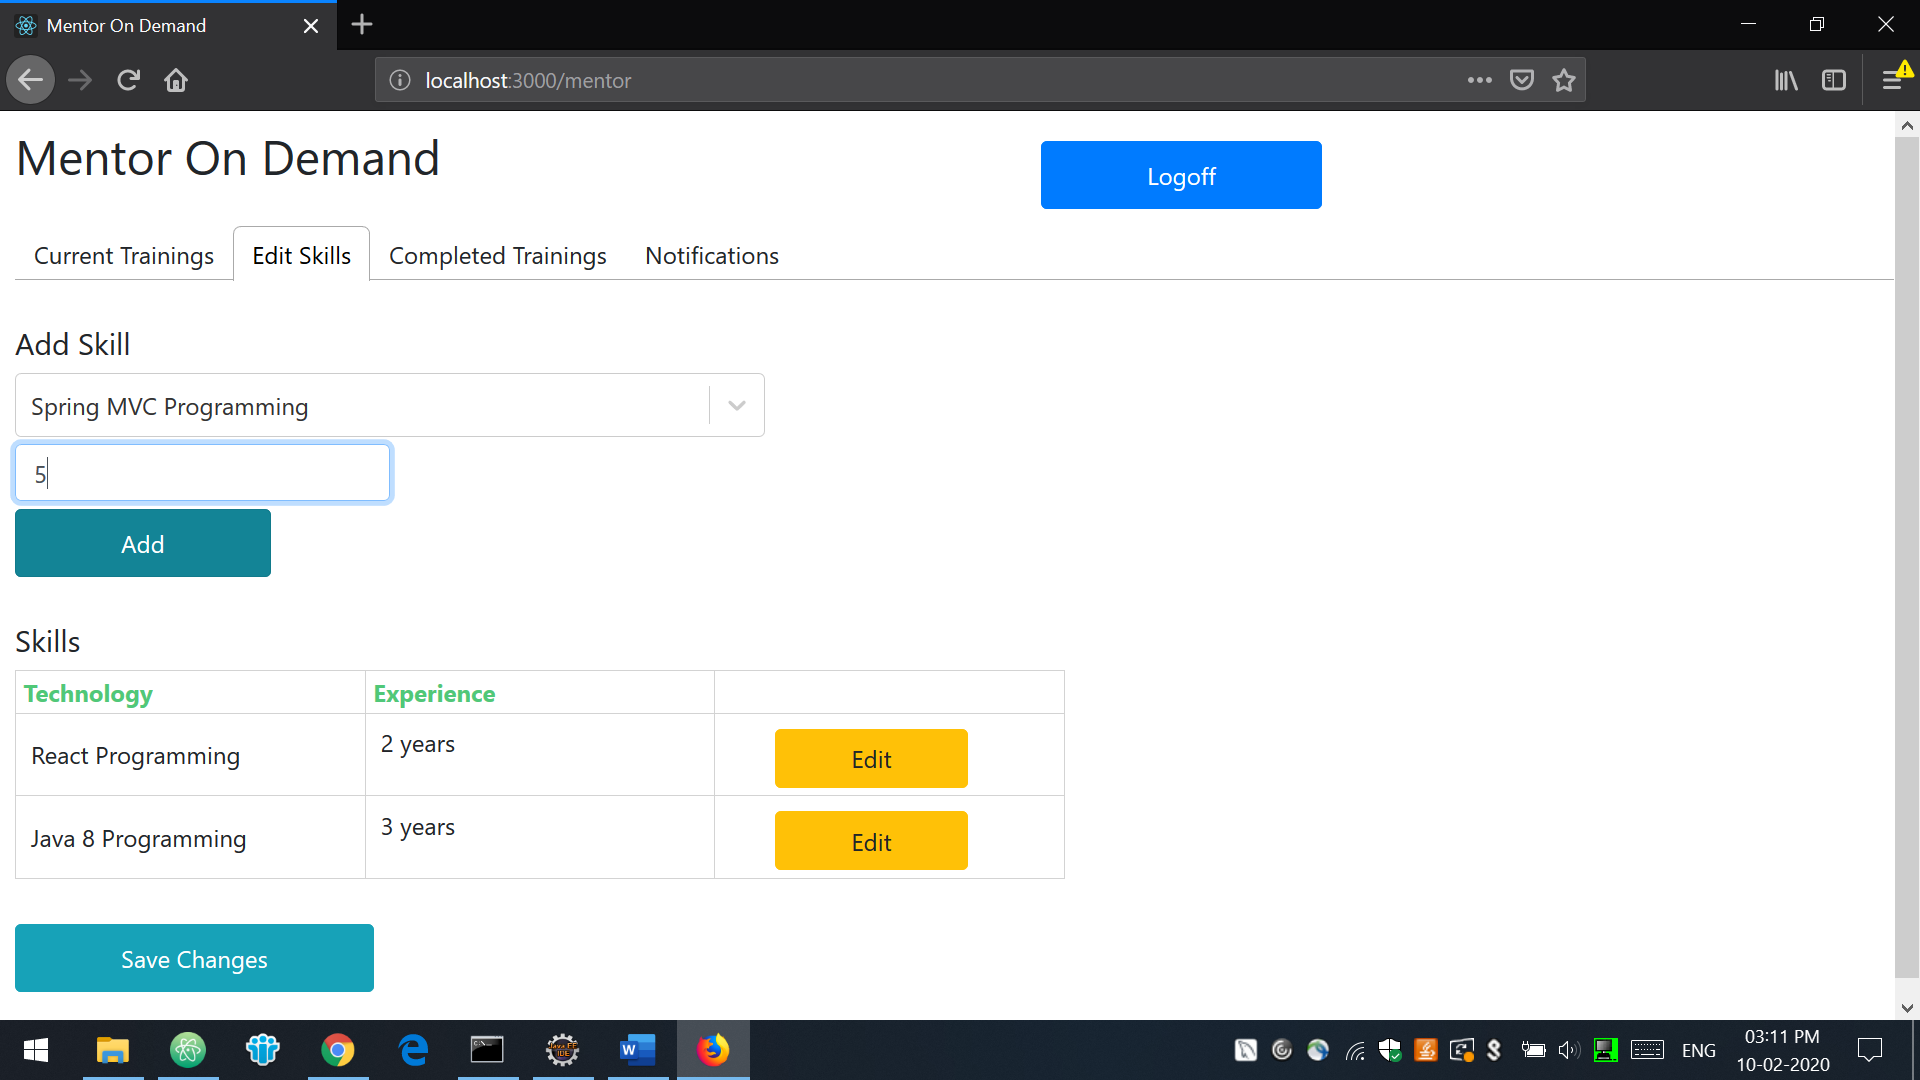 Mentor On Demand
localhost:3000/mentor
Mentor On Demand
Logoff
Current Trainings
Edit Skills
Completed Trainings
Notifications
Add Skill
Spring MVC Programming
5
Add
Skills
Technology
Experience
React Programming
2 years
Edit
Java 8 Programming
3 years
Edit
Save Changes
ENG
03:11 PM
10-02-2020